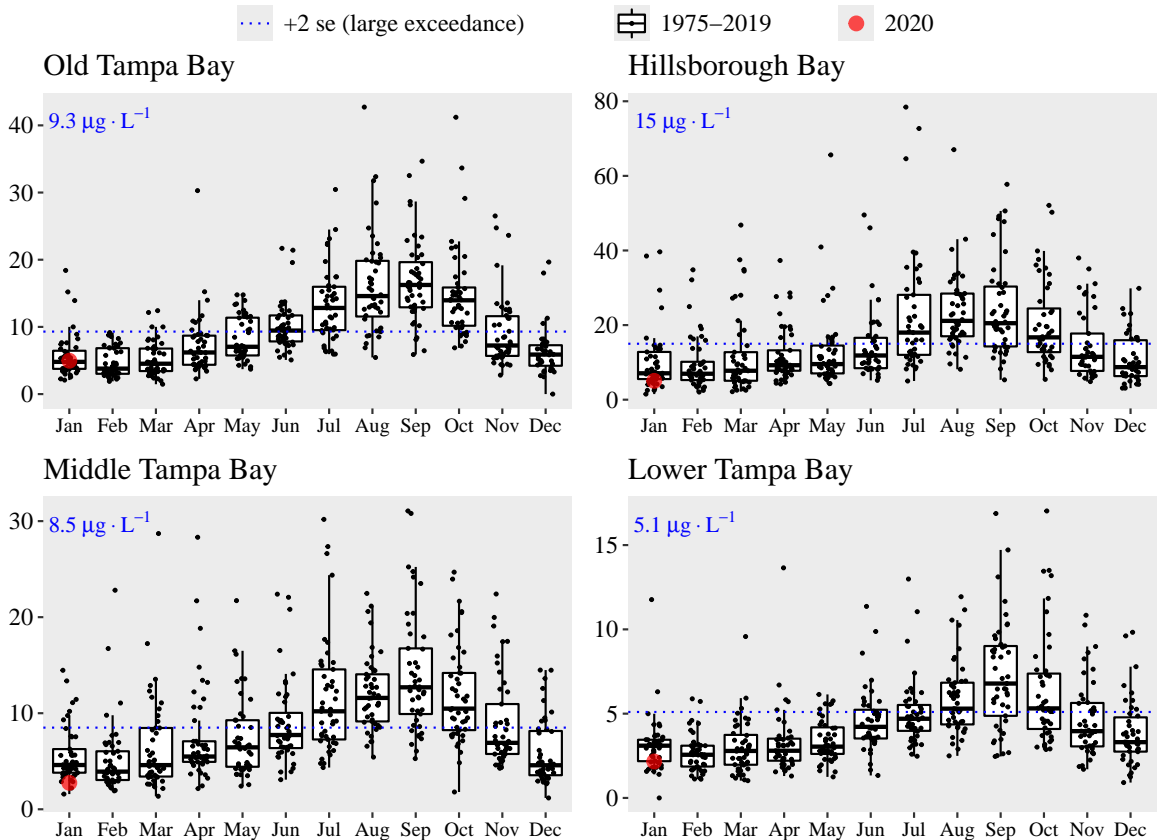 +2 se (large exceedance) 1975–2019 2020
Old Tampa Bay
9.3 μg · L⁻¹
40
30
20
10
0
Jan Feb Mar Apr May Jun Jul Aug Sep Oct Nov Dec
Hillsborough Bay
15 μg · L⁻¹
80
60
40
20
0
Jan Feb Mar Apr May Jun Jul Aug Sep Oct Nov Dec
Middle Tampa Bay
8.5 μg · L⁻¹
30
20
10
0
Jan Feb Mar Apr May Jun Jul Aug Sep Oct Nov Dec
Lower Tampa Bay
5.1 μg · L⁻¹
15
10
5
0
Jan Feb Mar Apr May Jun Jul Aug Sep Oct Nov Dec